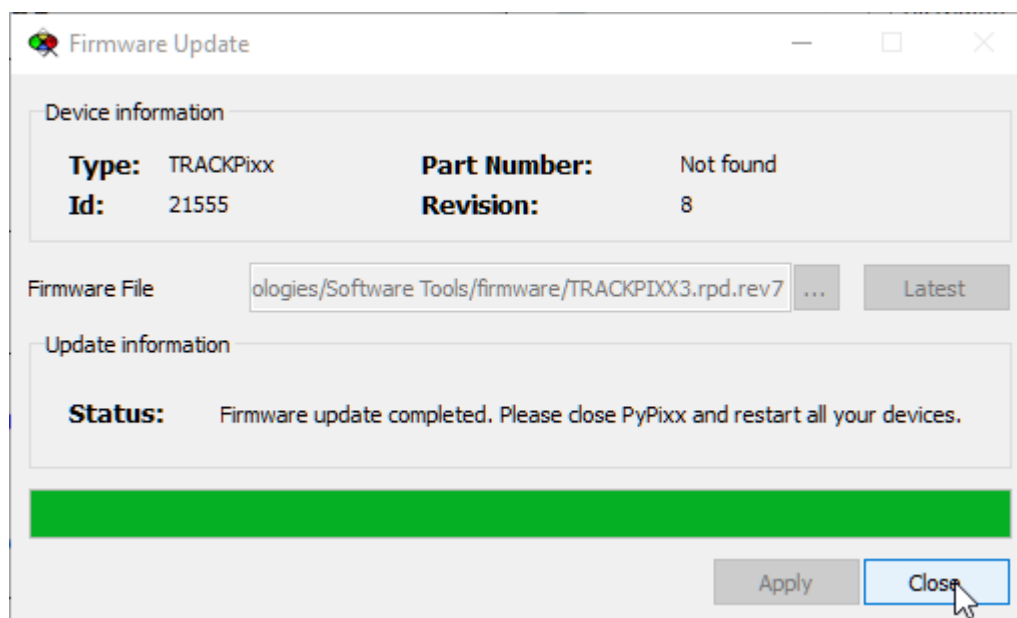 Firmware Update
Device information
Type: TRACKPixx Part Number: Not found
Id: 21555 Revision: 8
Firmware File ologies/Software Tools/firmware/TRACKPIXX3.rpd.rev7 ... Latest
Update information
Status: Firmware update completed. Please close PyPixx and restart all your devices.
Apply Close